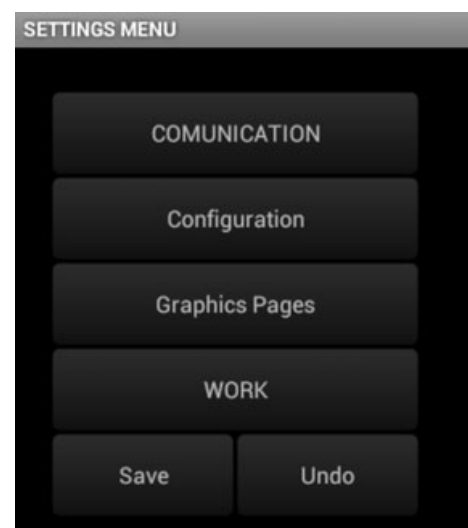 SETTINGS MENU
COMUNICATION
Configuration
Graphics Pages
WORK
Save Undo